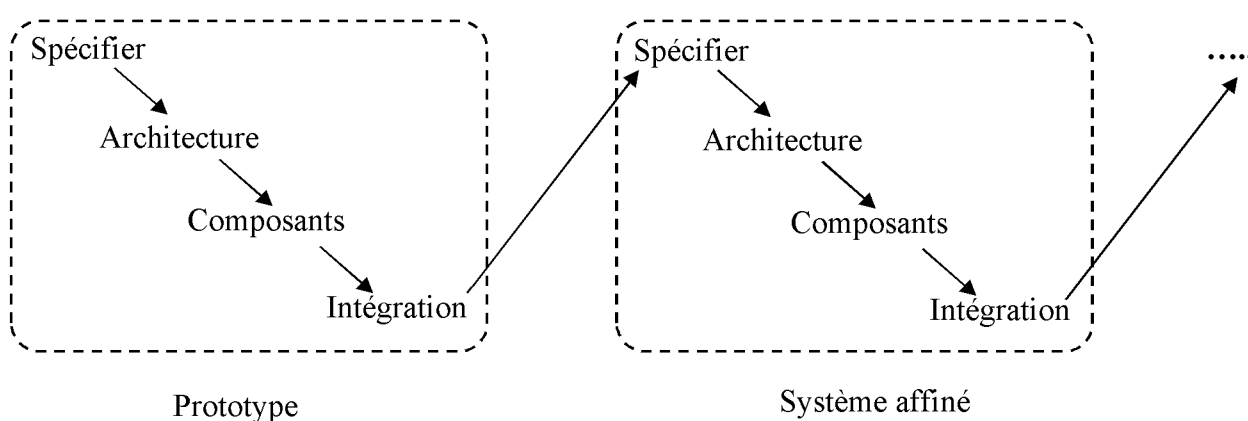 Spécifier
Architecture
Composants
Intégration
Prototype
Spécifier
Architecture
Composants
Intégration
Système affiné
.....